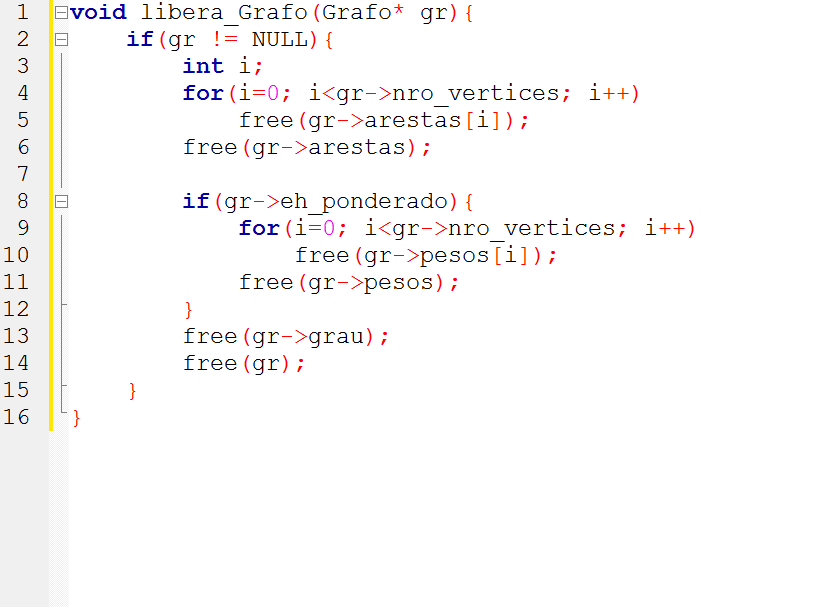 1 void libera_Grafo(Grafo* gr){
2     if(gr != NULL){
3         int i;
4         for(i=0; i<gr->nro_vertices; i++)
5             free(gr->arestas[i]);
6         free(gr->arestas);
7
8         if(gr->eh_ponderado){
9             for(i=0; i<gr->nro_vertices; i++)
10                 free(gr->pesos[i]);
11             free(gr->pesos);
12         }
13         free(gr->grau);
14         free(gr);
15     }
16 }